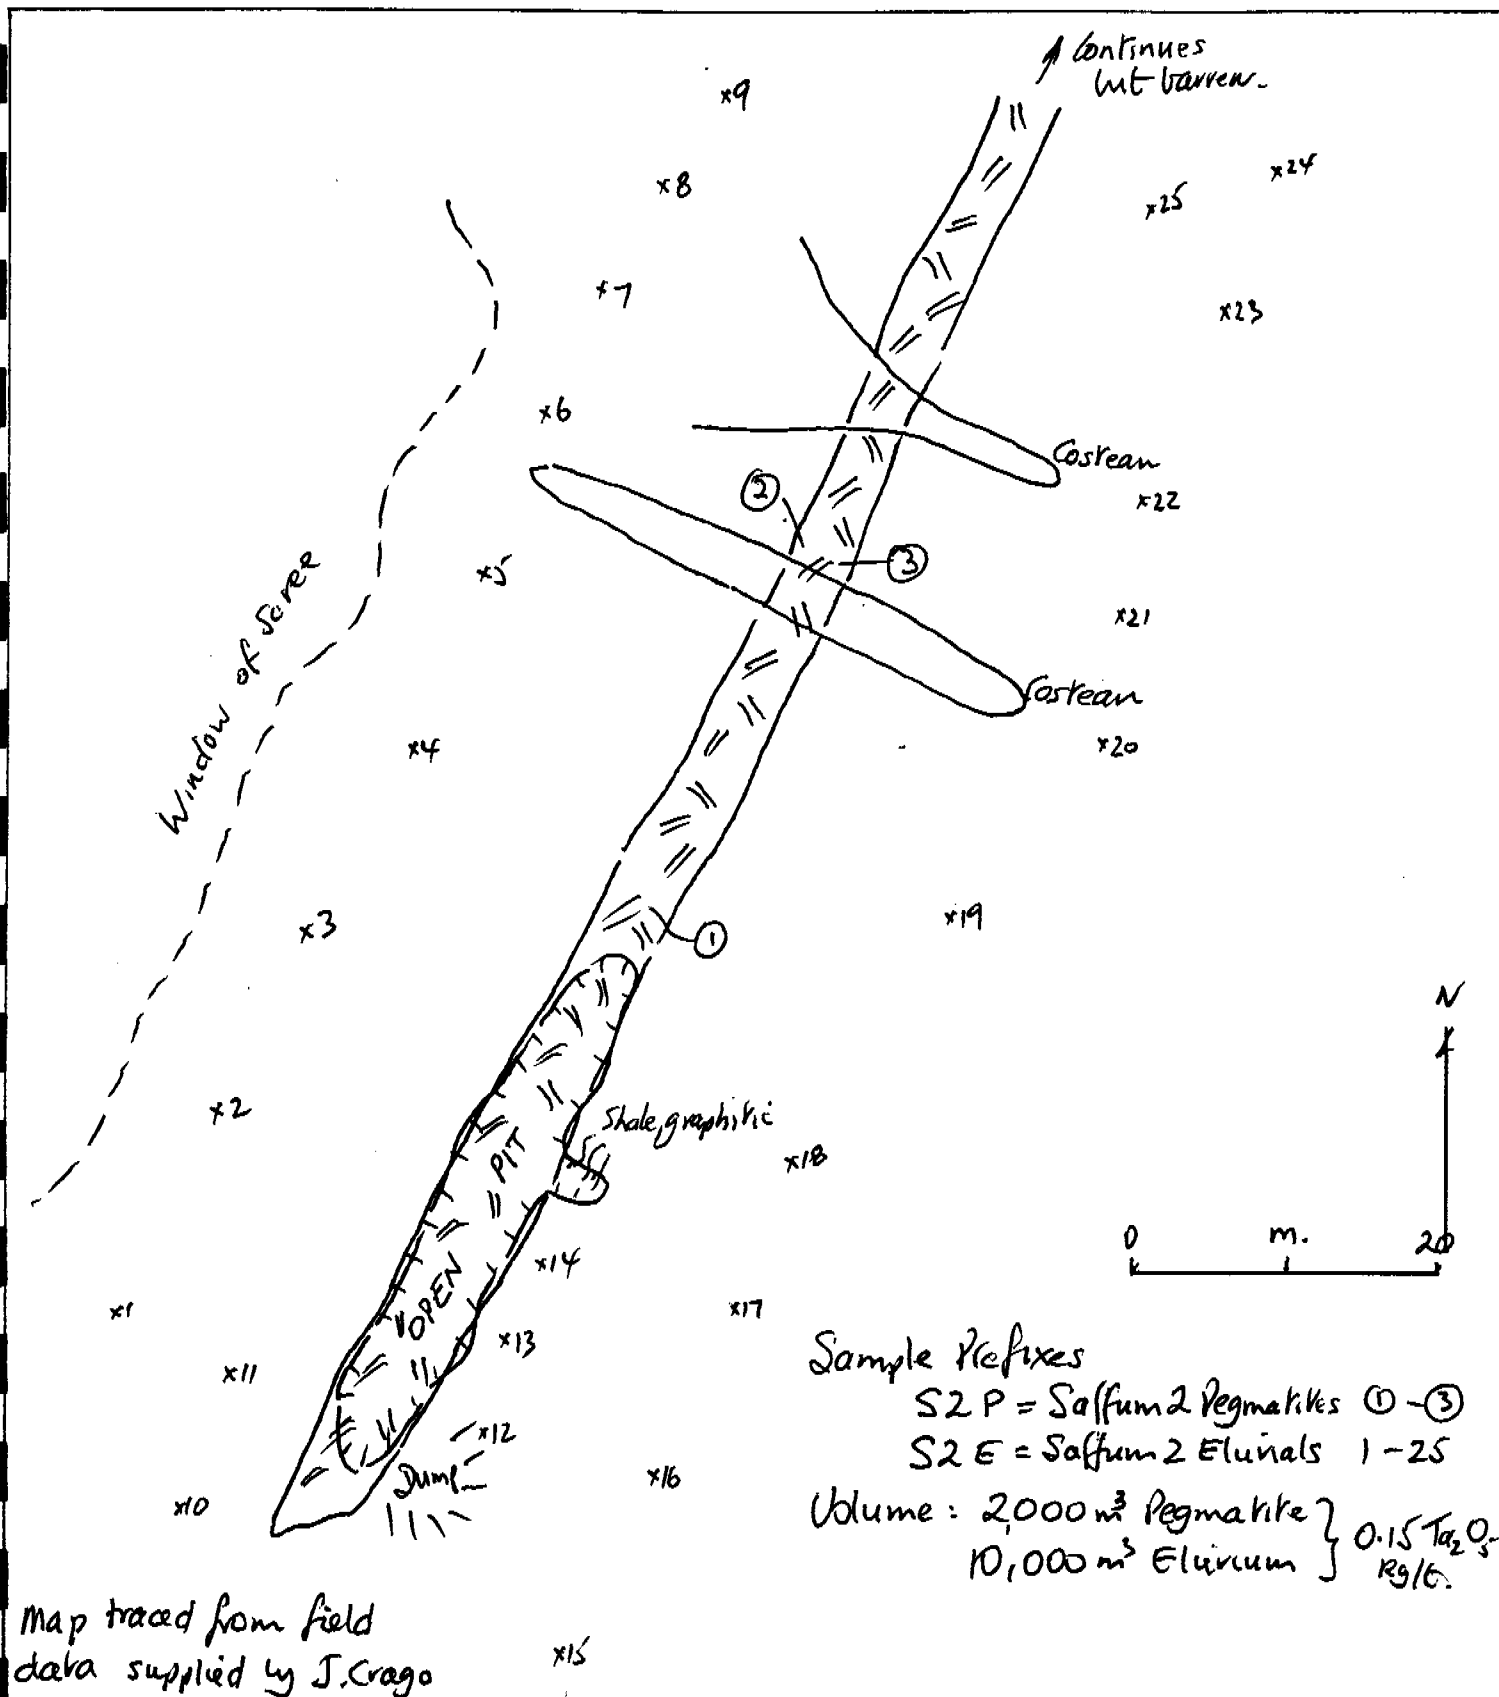 Continues
but barren.
x9
x8
x24
x25
x7
x23
x6
Costean
x22
②
③
x5
x21
Window of Scree
Costean
x4
x20
x3
x19
①
N
x2
Shale, graphitic
x18
PIT
0 m. 20
x14
OPEN
x1
x17
x13
x11
Sample Prefixes
S2P = Saffum 2 Pegmatites ① - ③
x12
S2E = Saffum 2 Eluvials 1 - 25
Dump
x16
x10
Volume : 2,000 m³ Pegmatite } 0.15 Ta₂O₅
10,000 m³ Eluvium } kg/t.
Map traced from field
data supplied by J. Crago
x15